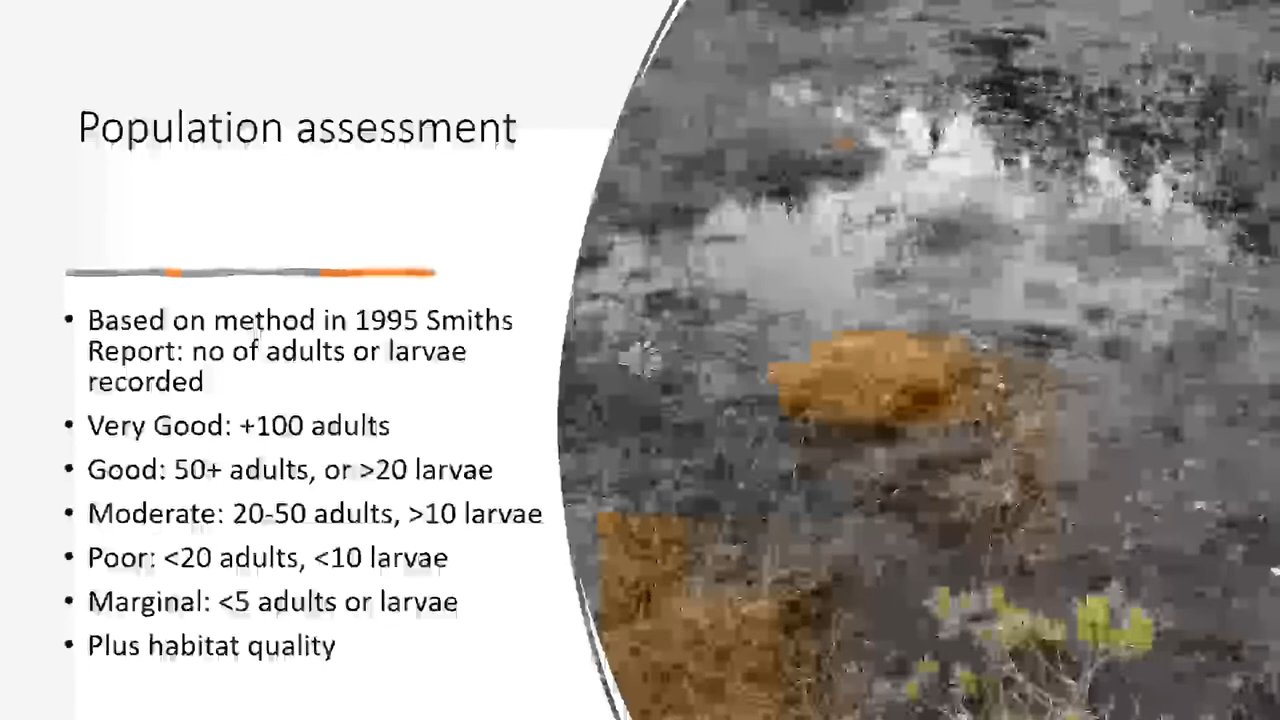 Population assessment
• Based on method in 1995 Smiths
Report: no of adults or larvae
recorded
• Very Good: +100 adults
• Good: 50+ adults, or >20 larvae
• Moderate: 20-50 adults, >10 larvae
• Poor: <20 adults, <10 larvae
• Marginal: <5 adults or larvae
• Plus habitat quality